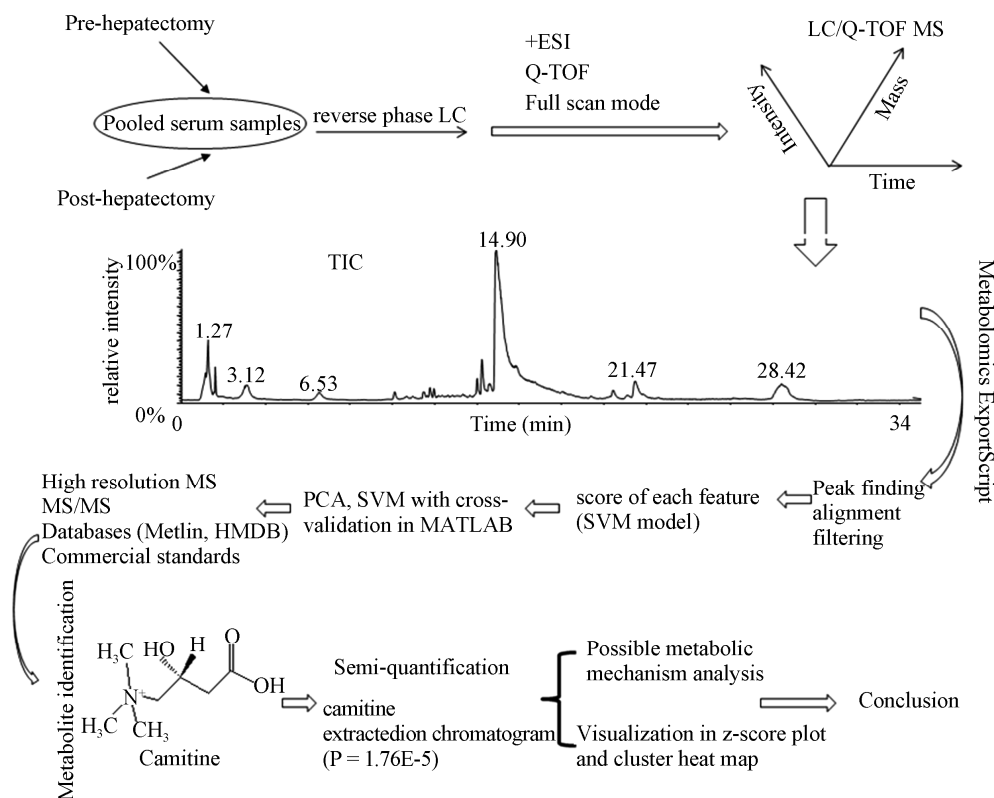 Pre-hepatectomy
Pooled serum samples
Post-hepatectomy
reverse phase LC
+ESI
Q-TOF
Full scan mode
LC/Q-TOF MS
Intensity
Mass
Time
TIC
relative intensity
100%
0%
1.27
3.12
6.53
14.90
21.47
28.42
0
Time (min)
34
Metabolomics ExportScript
Peak finding
alignment
filtering
score of each feature
(SVM model)
PCA, SVM with cross-
validation in MATLAB
High resolution MS
MS/MS
Databases (Metlin, HMDB)
Commercial standards
Metabolite identification
H3C
HO
H
O
OH
N+
H3C
CH3
Camitine
Semi-quantification
camitine
extractedion chromatogram
(P = 1.76E-5)
Possible metabolic
mechanism analysis
Visualization in z-score plot
and cluster heat map
Conclusion